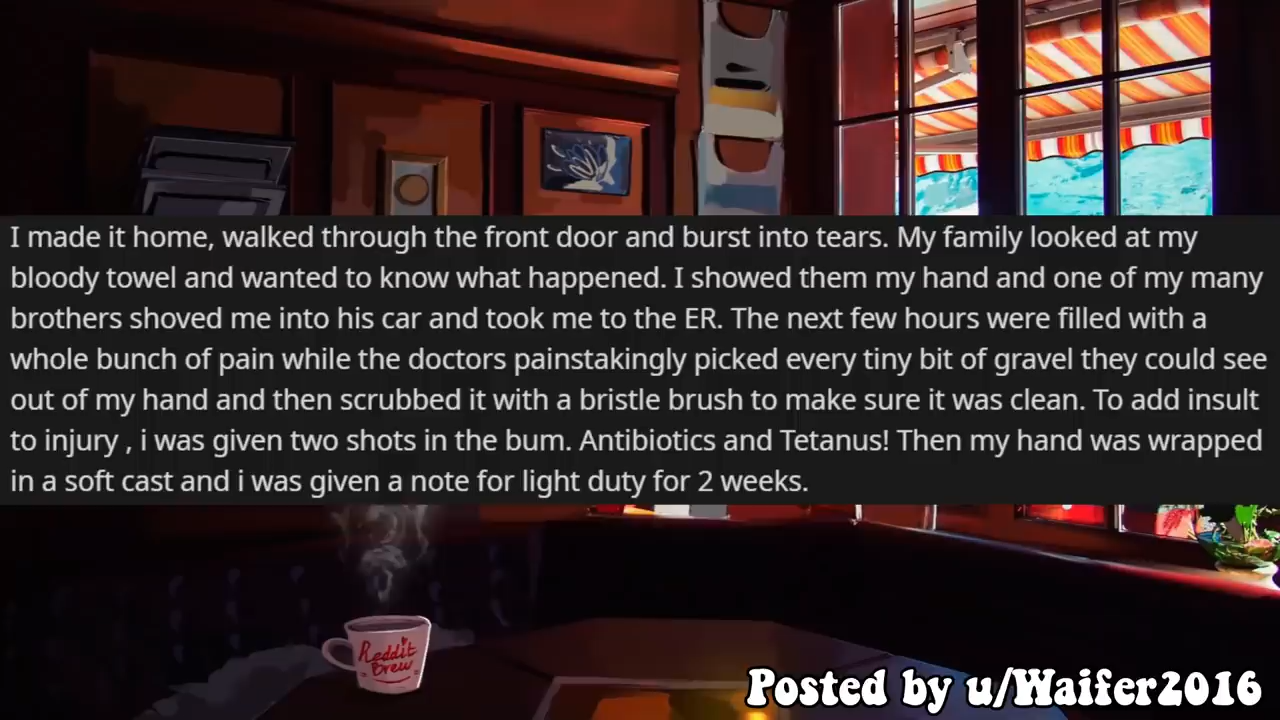 I made it home, walked through the front door and burst into tears. My family looked at my
bloody towel and wanted to know what happened. I showed them my hand and one of my many
brothers shoved me into his car and took me to the ER. The next few hours were filled with a
whole bunch of pain while the doctors painstakingly picked every tiny bit of gravel they could see
out of my hand and then scrubbed it with a bristle brush to make sure it was clean. To add insult
to injury , i was given two shots in the bum. Antibiotics and Tetanus! Then my hand was wrapped
in a soft cast and i was given a note for light duty for 2 weeks.
Reddit
Brew
Posted by u/Waifer2016